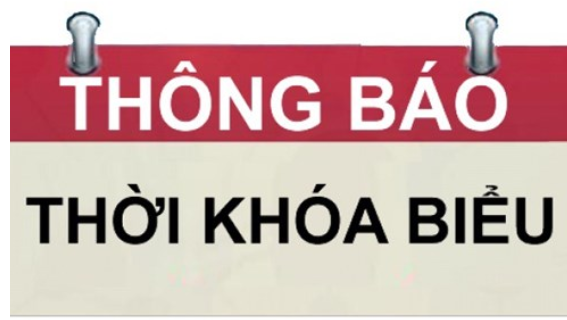 THÔNG BÁO
THỜI KHÓA BIỂU